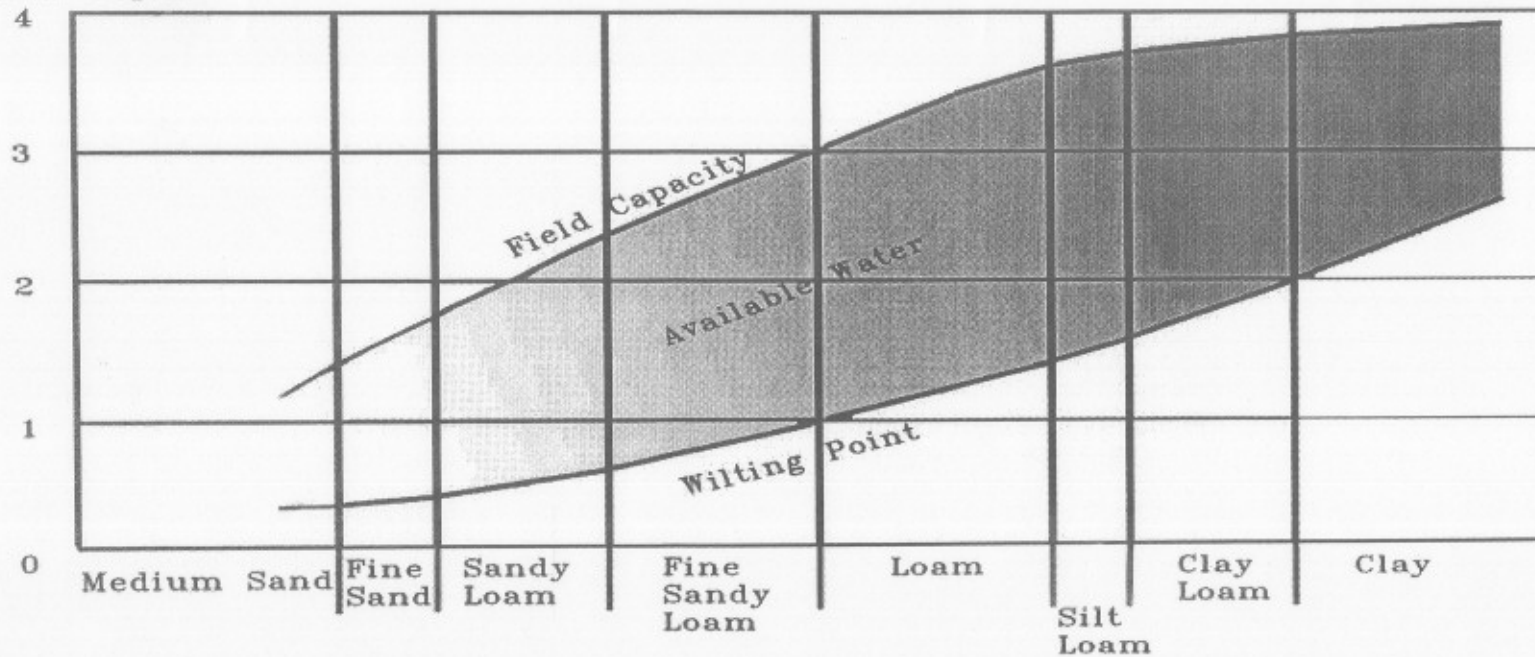 4
3
2
1
0
Field Capacity
Available Water
Wilting Point
Medium Sand
Fine
Sand
Sandy
Loam
Fine
Sandy
Loam
Loam
Silt
Loam
Clay
Loam
Clay